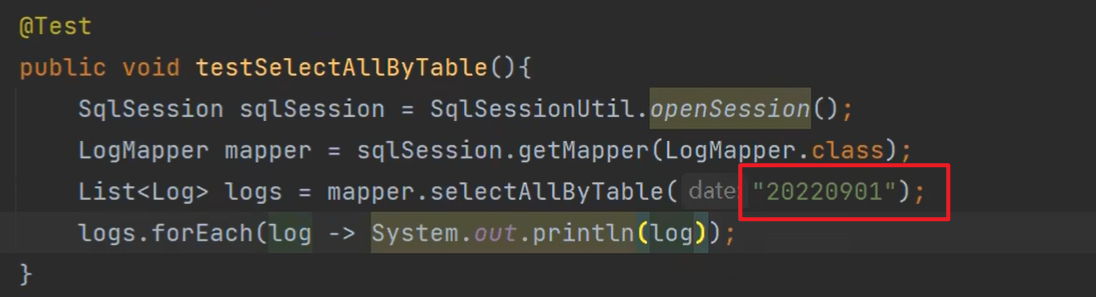 @Test
public void testSelectAllByTable(){
    SqlSession sqlSession = SqlSessionUtil.openSession();
    LogMapper mapper = sqlSession.getMapper(LogMapper.class);
    List<Log> logs = mapper.selectAllByTable( date: "20220901");
    logs.forEach(log -> System.out.println(log));
}